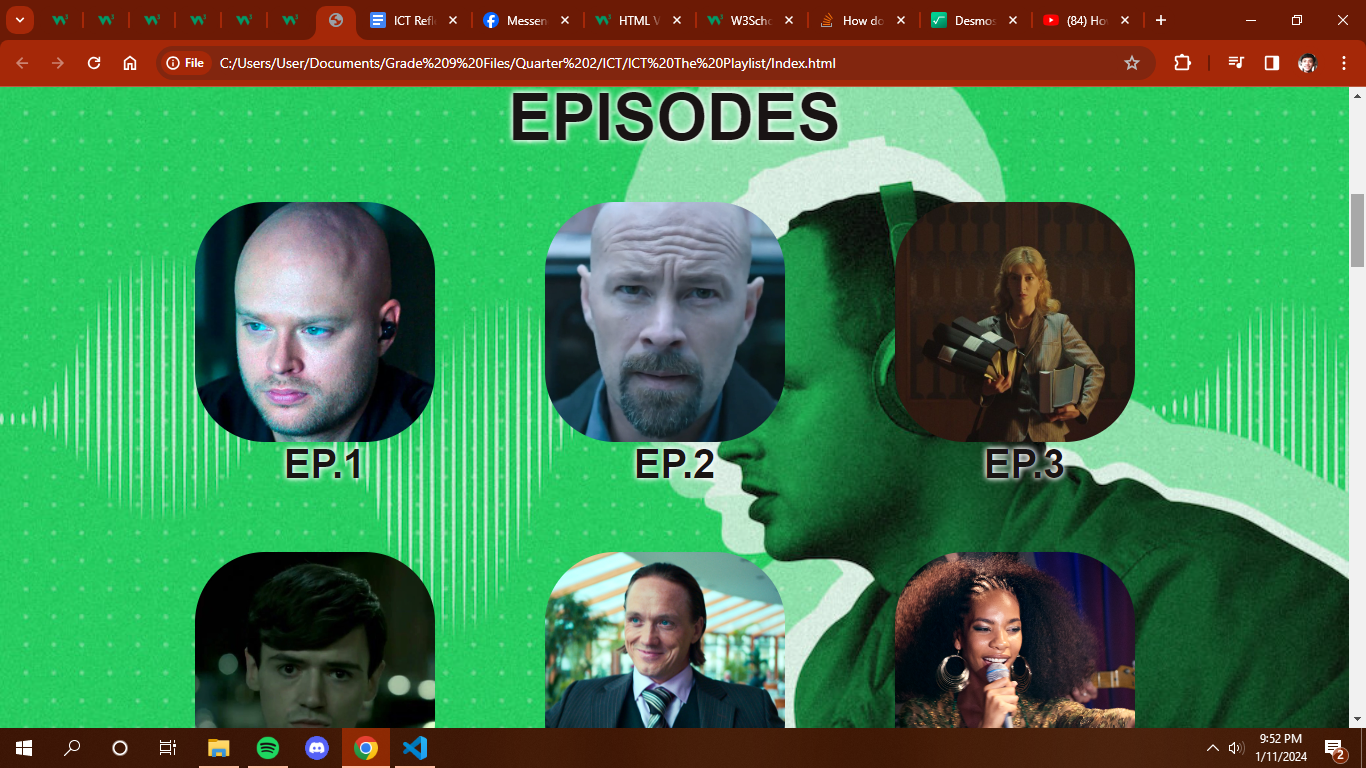 ICT Refle
Messen
HTML V
W3Scho
How do
Desmos
(84) Ho
File
C:/Users/User/Documents/Grade%209%20Files/Quarter%202/ICT/ICT%20The%20Playlist/Index.html
EPISODES
EP.1
EP.2
EP.3
9:52 PM
1/11/2024
2